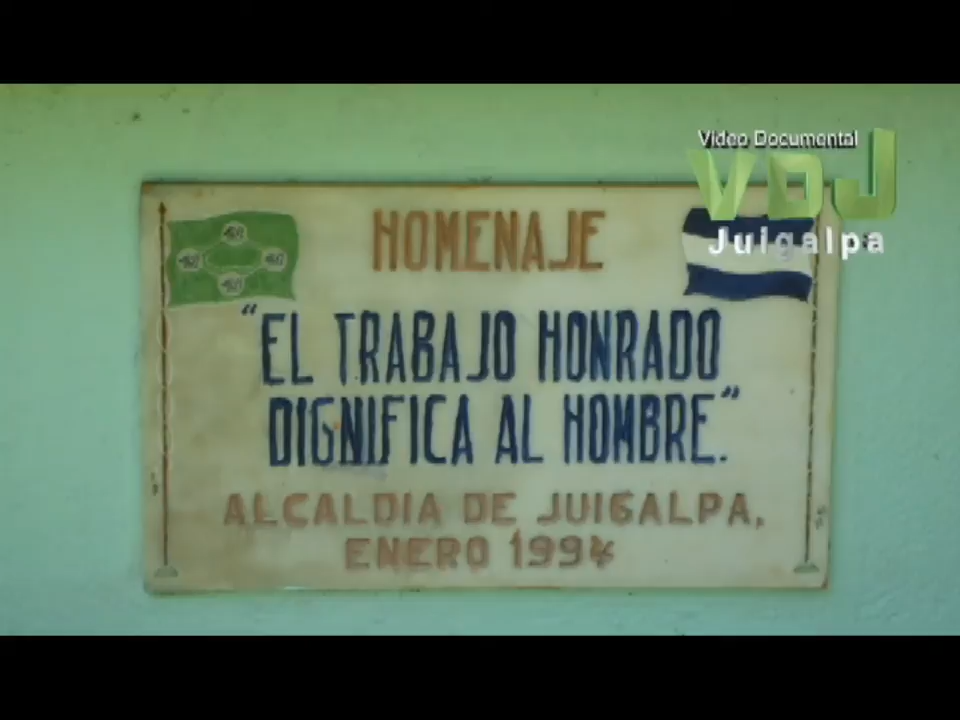 Video Documental
VDJ
Juigalpa
HOMENAJE
"EL TRABAJO HONRADO
DIGNIFICA AL HOMBRE."
ALCALDIA DE JUIGALPA,
ENERO 1994